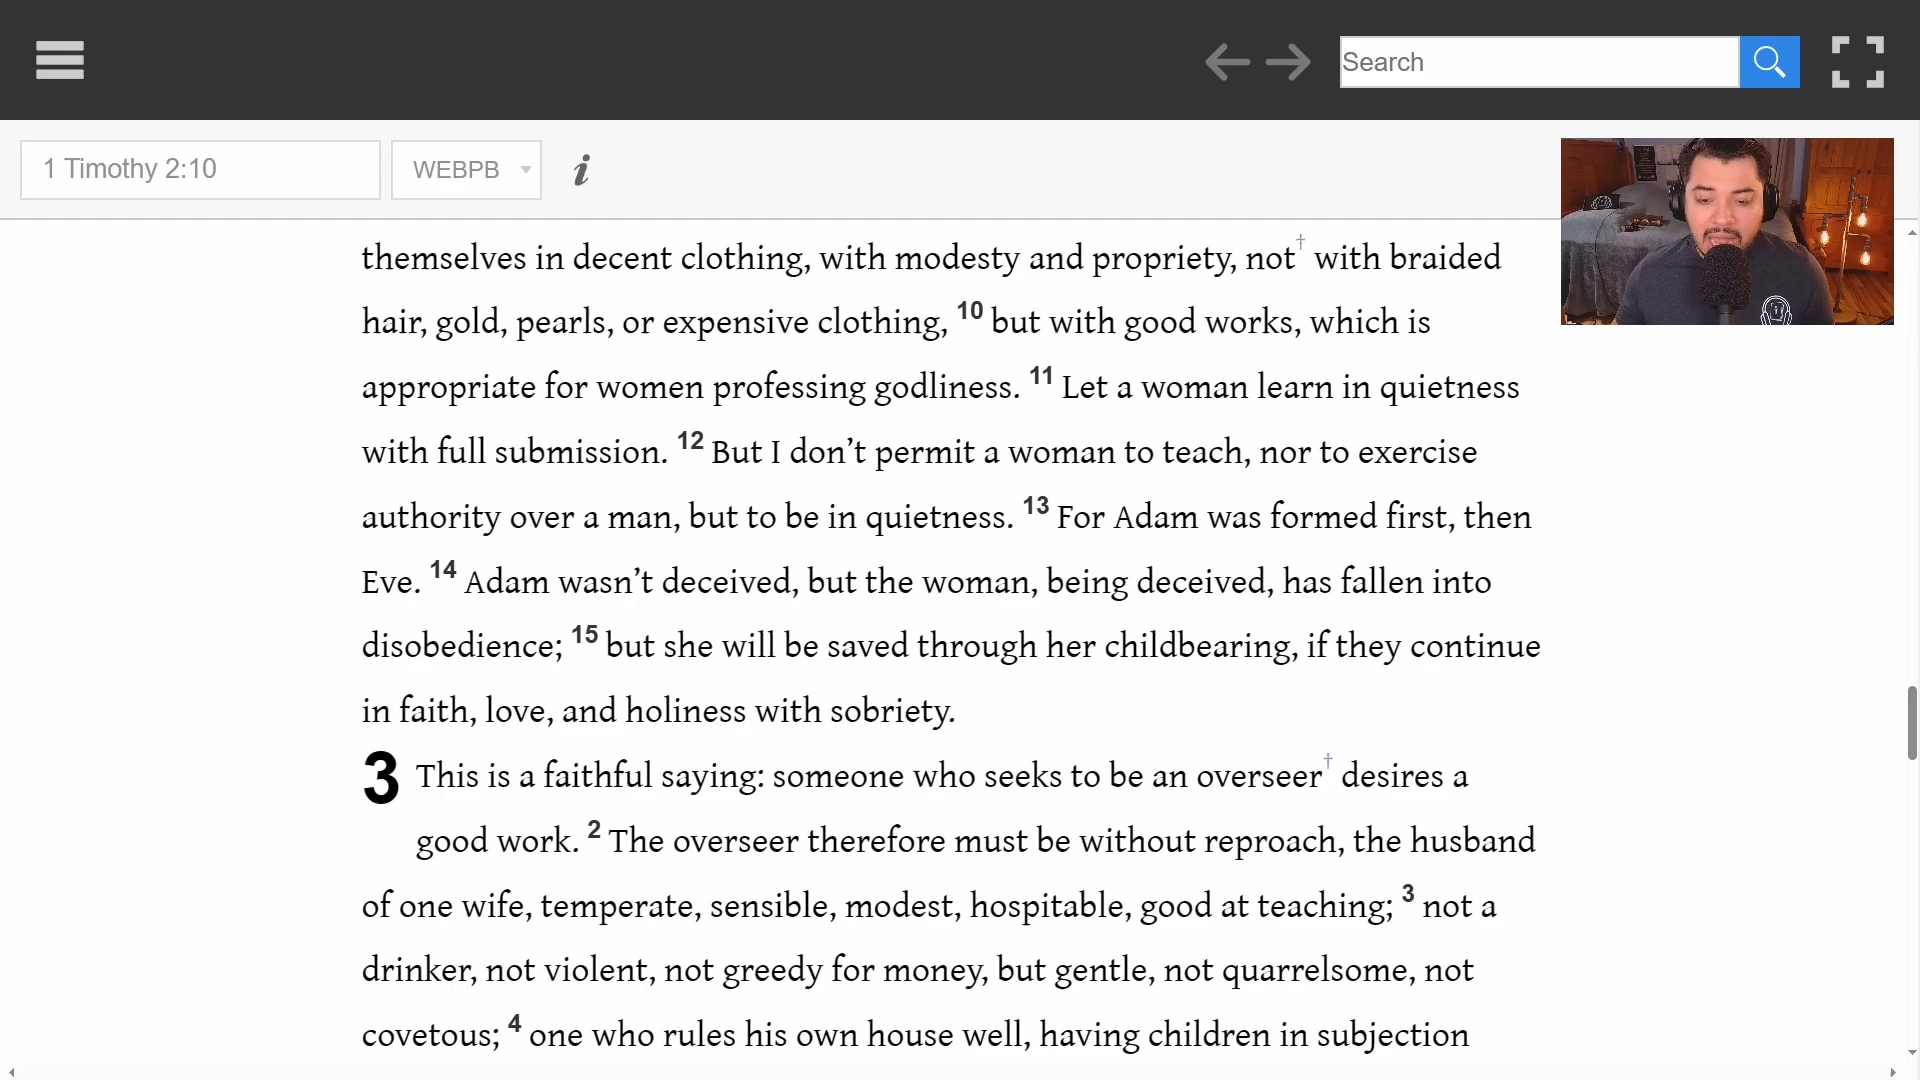 Search
1 Timothy 2:10
WEBPB
i
themselves in decent clothing, with modesty and propriety, not† with braided
hair, gold, pearls, or expensive clothing, 10 but with good works, which is
appropriate for women professing godliness. 11 Let a woman learn in quietness
with full submission. 12 But I don’t permit a woman to teach, nor to exercise
authority over a man, but to be in quietness. 13 For Adam was formed first, then
Eve. 14 Adam wasn’t deceived, but the woman, being deceived, has fallen into
disobedience; 15 but she will be saved through her childbearing, if they continue
in faith, love, and holiness with sobriety.
3 This is a faithful saying: someone who seeks to be an overseer† desires a
good work. 2 The overseer therefore must be without reproach, the husband
of one wife, temperate, sensible, modest, hospitable, good at teaching; 3 not a
drinker, not violent, not greedy for money, but gentle, not quarrelsome, not
covetous; 4 one who rules his own house well, having children in subjection